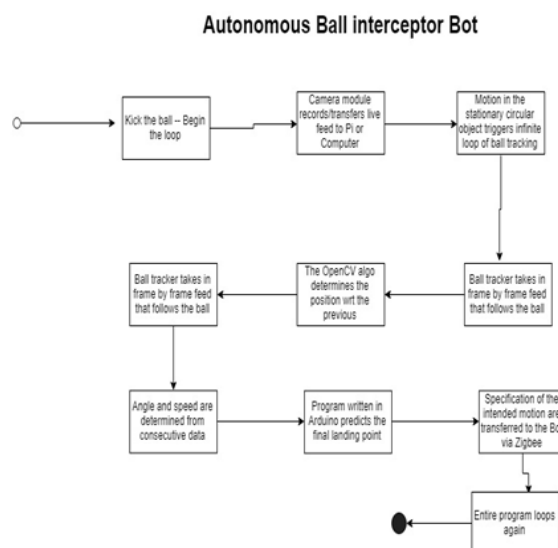 Autonomous Ball interceptor Bot
Kick the ball -- Begin
the loop
Camera module
records/transfers live
feed to Pi or
Computer
Motion in the
stationary circular
object triggers infinite
loop of ball tracking
Ball tracker takes in
frame by frame feed
that follows the ball
The OpenCV algo
determines the
position wrt the
previous
Ball tracker takes in
frame by frame feed
that follows the ball
Angle and speed are
determined from
consecutive data
Program written in
Arduino predicts the
final landing point
Specification of the
intended motion are
transferred to the Bo
via Zigbee
Entire program loops
again